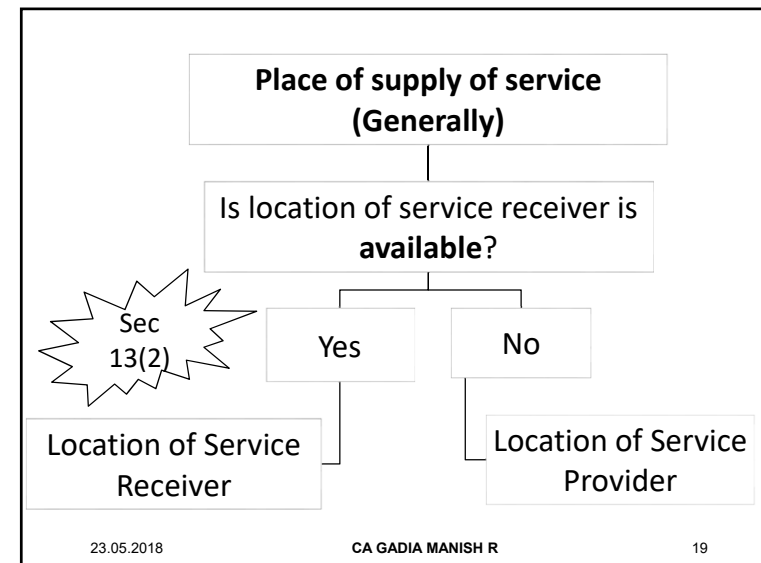 Place of supply of service
(Generally)
Is location of service receiver is
available?
Sec
13(2)
Yes
No
Location of Service
Receiver
Location of Service
Provider
23.05.2018
CA GADIA MANISH R
19